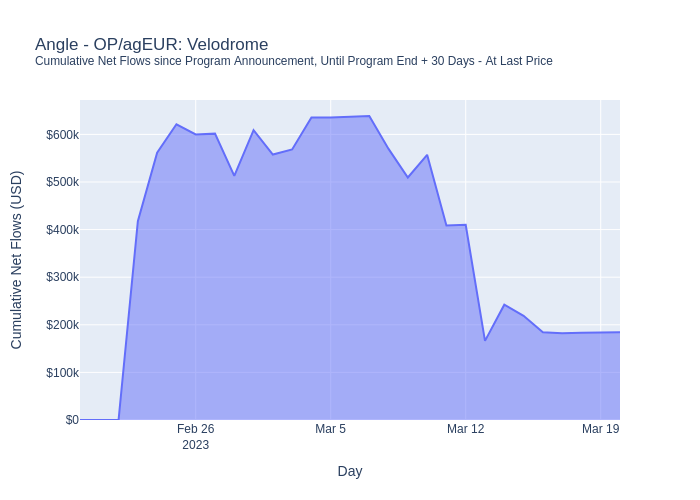 Angle - OP/agEUR: Velodrome
Cumulative Net Flows since Program Announcement, Until Program End + 30 Days - At Last Price
Cumulative Net Flows (USD)
$600k
$500k
$400k
$300k
$200k
$100k
$0
Feb 26
2023
Mar 5
Mar 12
Mar 19
Day